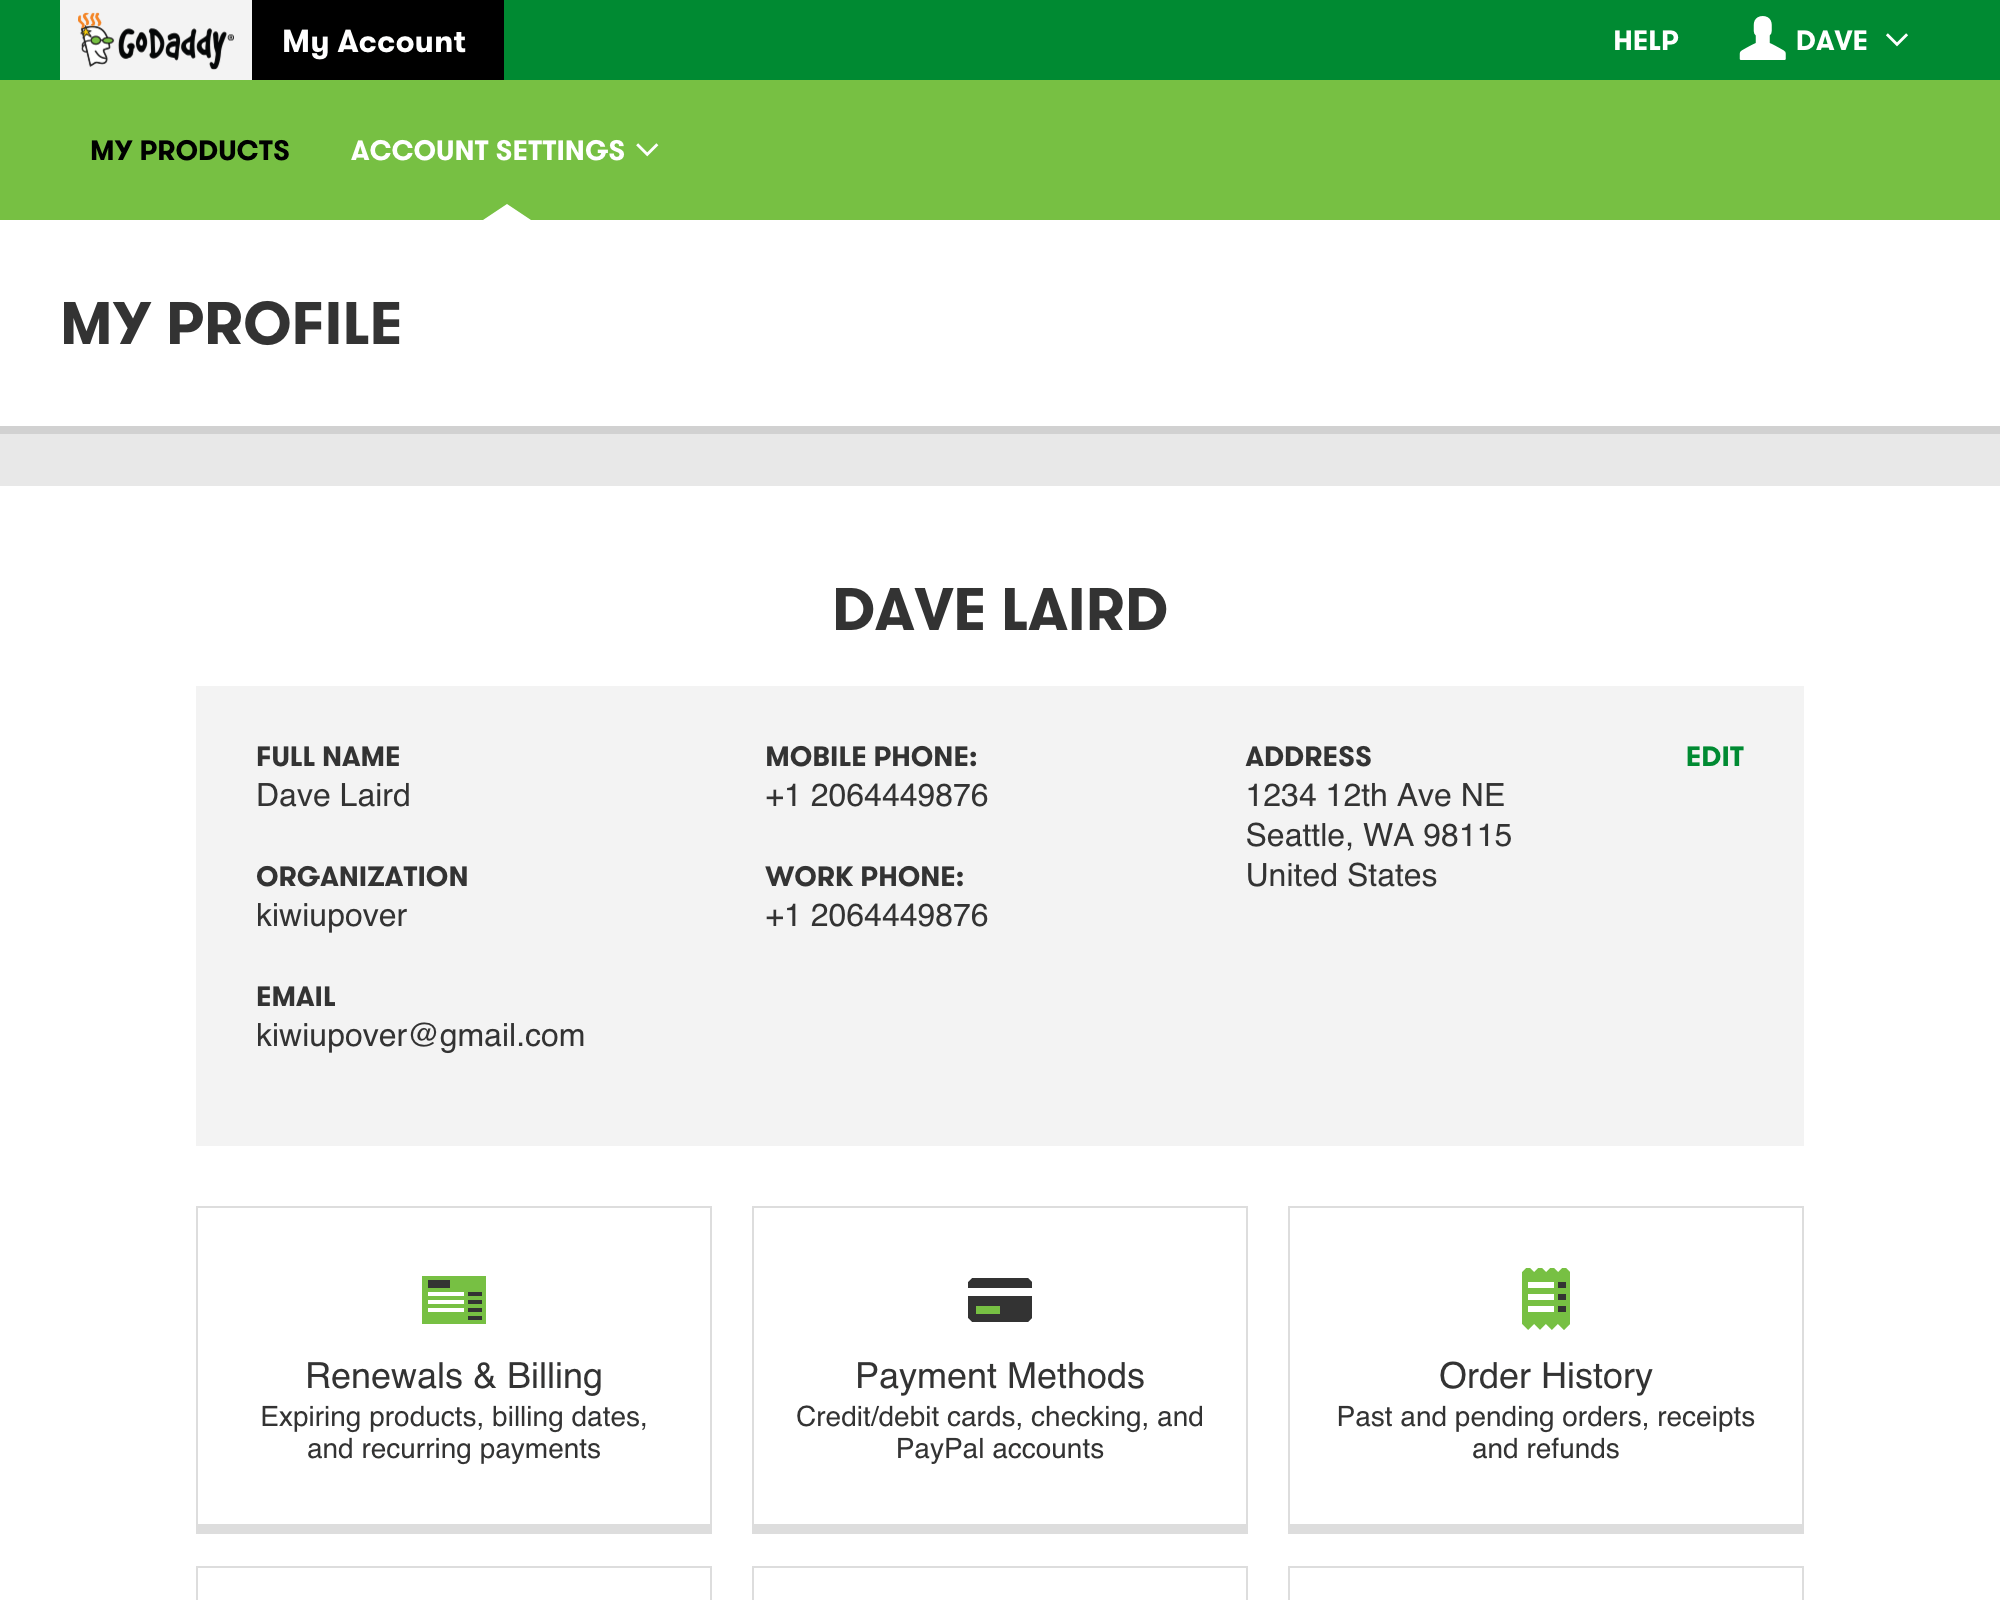 GoDaddy®
My Account
HELP
DAVE
MY PRODUCTS
ACCOUNT SETTINGS
MY PROFILE
DAVE LAIRD
FULL NAME
Dave Laird
ORGANIZATION
kiwiupover
EMAIL
kiwiupover@gmail.com
MOBILE PHONE:
+1 2064449876
WORK PHONE:
+1 2064449876
ADDRESS
1234 12th Ave NE
Seattle, WA 98115
United States
EDIT
Renewals & Billing
Expiring products, billing dates,
and recurring payments
Payment Methods
Credit/debit cards, checking, and
PayPal accounts
Order History
Past and pending orders, receipts
and refunds